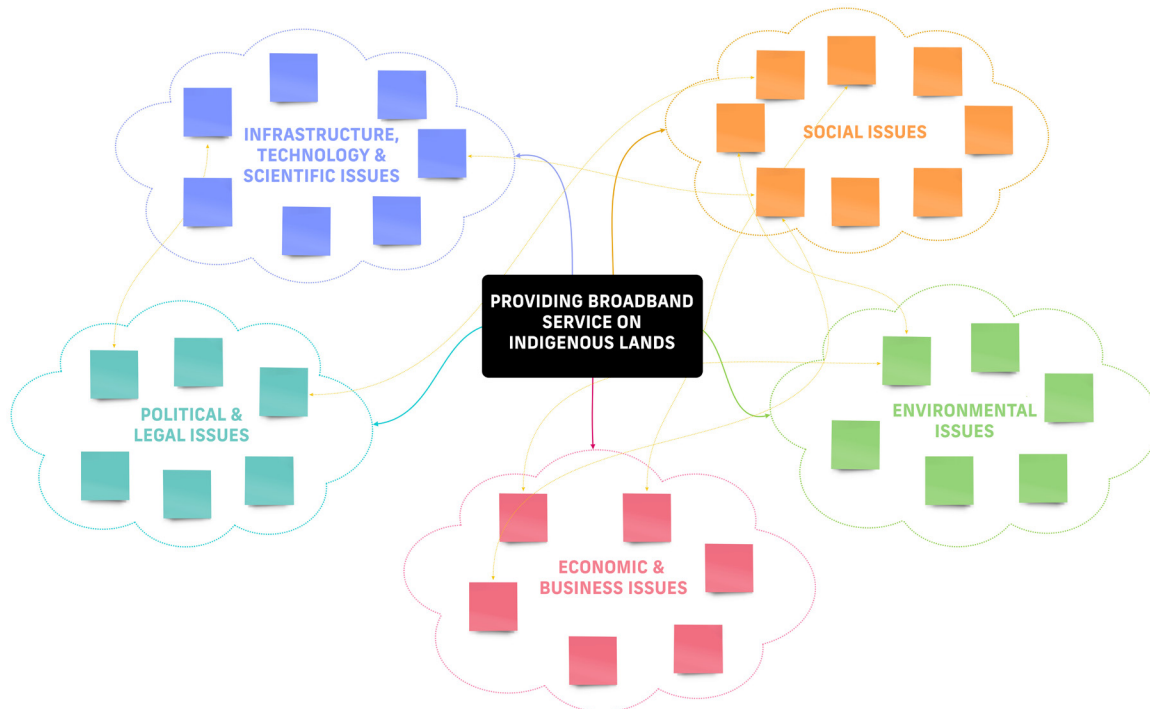 INFRASTRUCTURE,
TECHNOLOGY &
SCIENTIFIC ISSUES
SOCIAL ISSUES
PROVIDING BROADBAND
SERVICE ON
INDIGENOUS LANDS
POLITICAL &
LEGAL ISSUES
ENVIRONMENTAL
ISSUES
ECONOMIC &
BUSINESS ISSUES